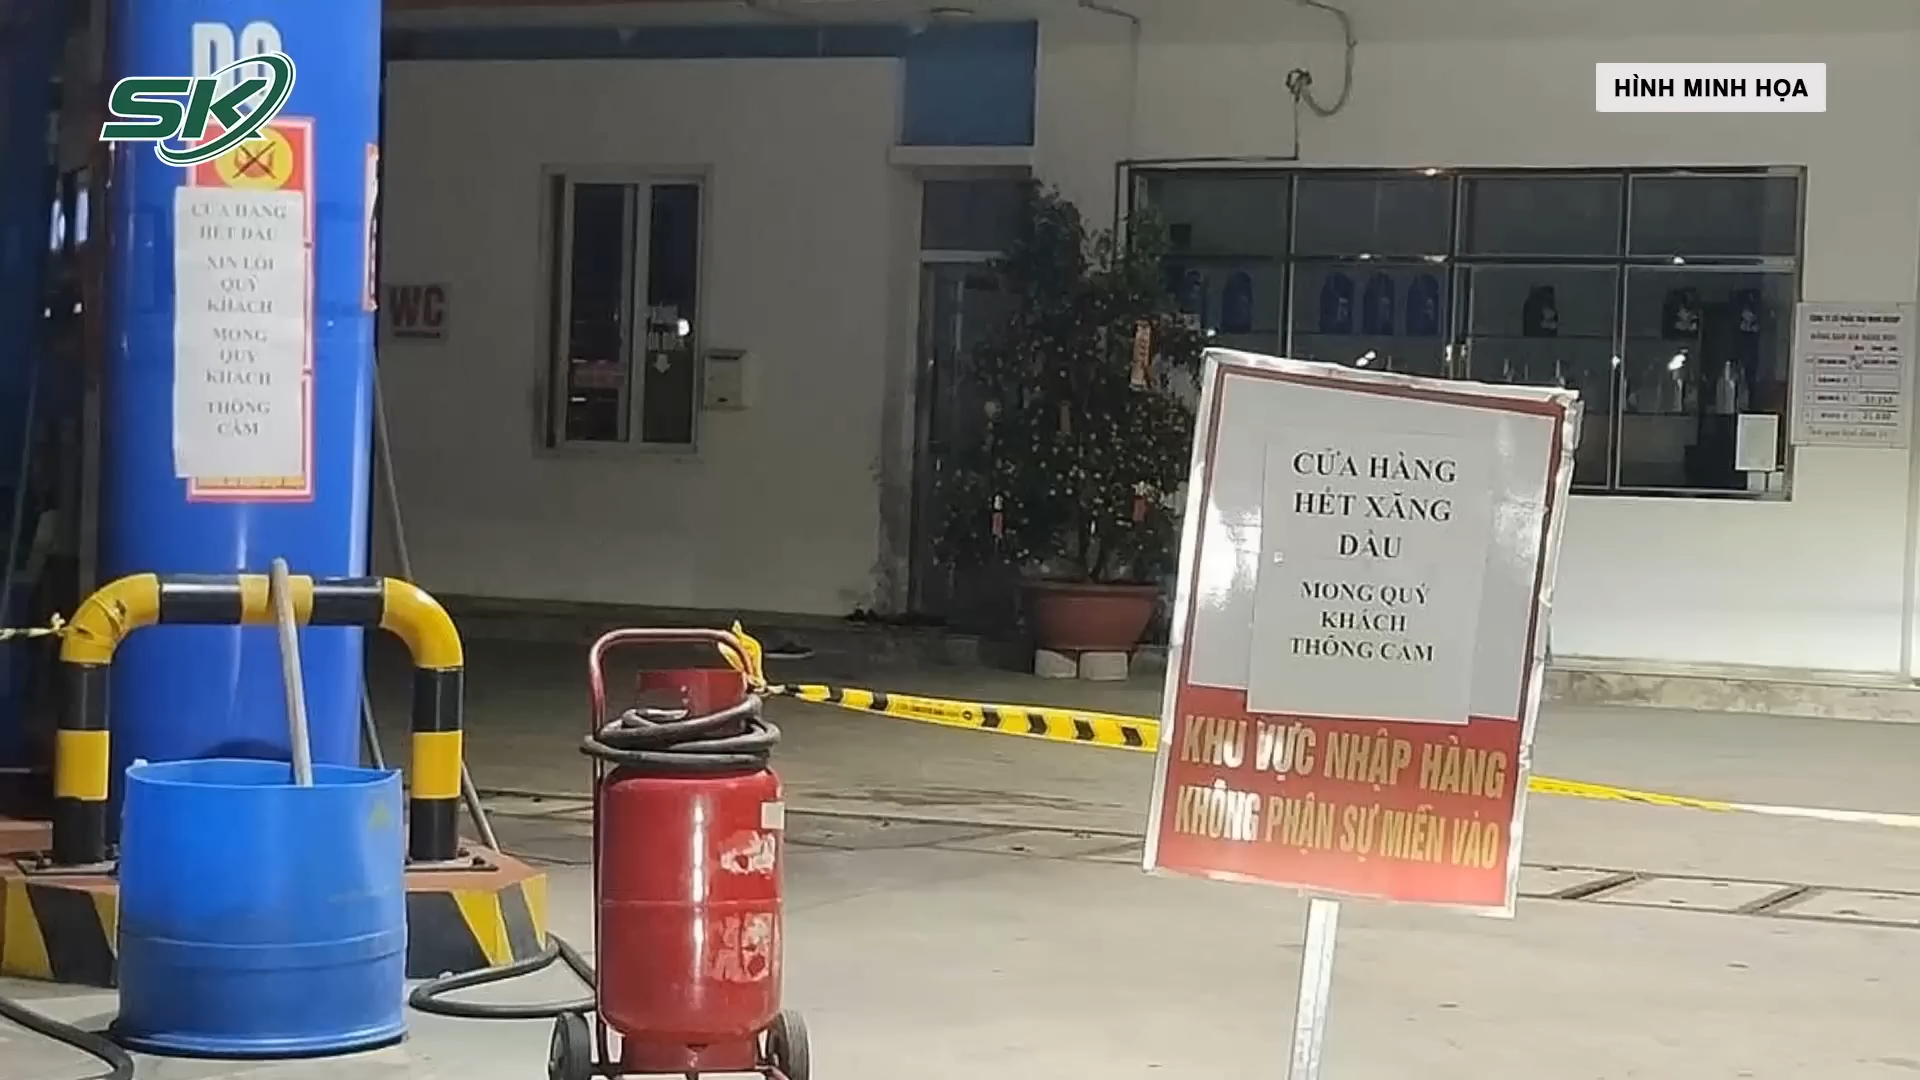 DO
SK
HÌNH MINH HỌA
CỬA HÀNG
HẾT DẦU
XIN LỖI
QUÝ
KHÁCH
MONG
QUÝ
KHÁCH
THÔNG
CẢM
WC
CỬA HÀNG
HẾT XĂNG
DẦU
MONG QUÝ
KHÁCH
THÔNG CẢM
KHU VỰC NHẬP HÀNG
KHÔNG PHẬN SỰ MIỄN VÀO